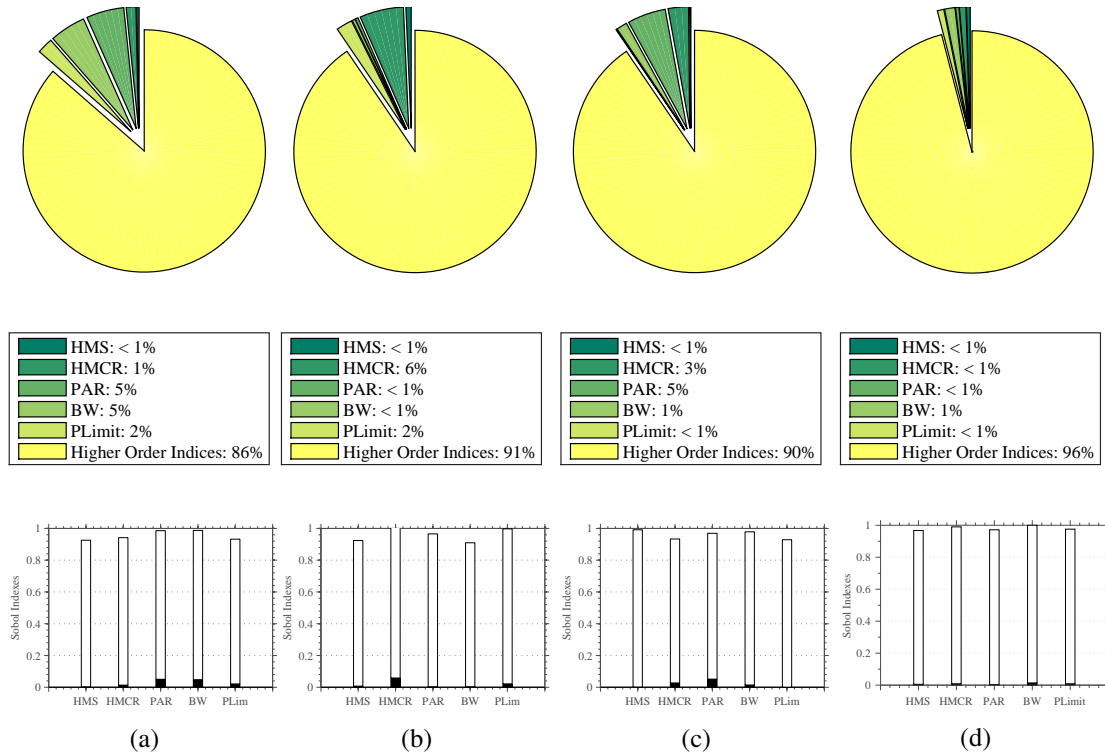 HMS: < 1%
HMCR: 1%
PAR: 5%
BW: 5%
PLimit: 2%
Higher Order Indices: 86%
HMS: < 1%
HMCR: 6%
PAR: < 1%
BW: < 1%
PLimit: 2%
Higher Order Indices: 91%
HMS: < 1%
HMCR: 3%
PAR: 5%
BW: 1%
PLimit: < 1%
Higher Order Indices: 90%
HMS: < 1%
HMCR: < 1%
PAR: < 1%
BW: 1%
PLimit: < 1%
Higher Order Indices: 96%
Sobol Indexes
1
0.8
0.6
0.4
0.2
0
HMS HMCR PAR BW PLim
(a)
Sobol Indexes
1
0.8
0.6
0.4
0.2
0
HMS HMCR PAR BW PLim
(b)
Sobol Indexes
1
0.8
0.6
0.4
0.2
0
HMS HMCR PAR BW PLim
(c)
Sobol Indexes
1
0.8
0.6
0.4
0.2
0
HMS HMCR PAR BW PLimit
(d)